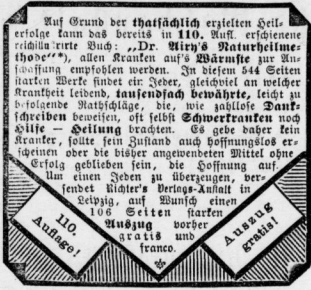 Auf Grund der thatsächlich erzielten Heil-
erfolge kann das bereits in 110. Aufl. erschienene
reichillustrirte Buch: „Dr. Airy's Naturheilme-
thode"*), allen Kranken auf's Wärmste zur An-
schaffung empfohlen werden. In diesem 544 Seiten
starken Werke findet ein Jeder, gleichviel an welcher
Krankheit leidend, tausendfach bewährte, leicht zu
befolgende Rathschläge, die, wie zahllose Dank-
schreiben beweisen, oft selbst Schwerkranken noch
Hilfe — Heilung brachten. Es gebe daher kein
Kranker, sollte sein Zustand auch hoffnungslos er-
scheinen oder die bisher angewendeten Mittel ohne
Erfolg geblieben sein, die Hoffnung auf.
Um einen Jeden zu überzeugen, ver-
sendet Richter's Verlags-Anstalt in
Leipzig, auf Wunsch einen
106 Seiten starken
Auszug vorher
gratis und
franco.
110.
Auflage!
Auszug
gratis!